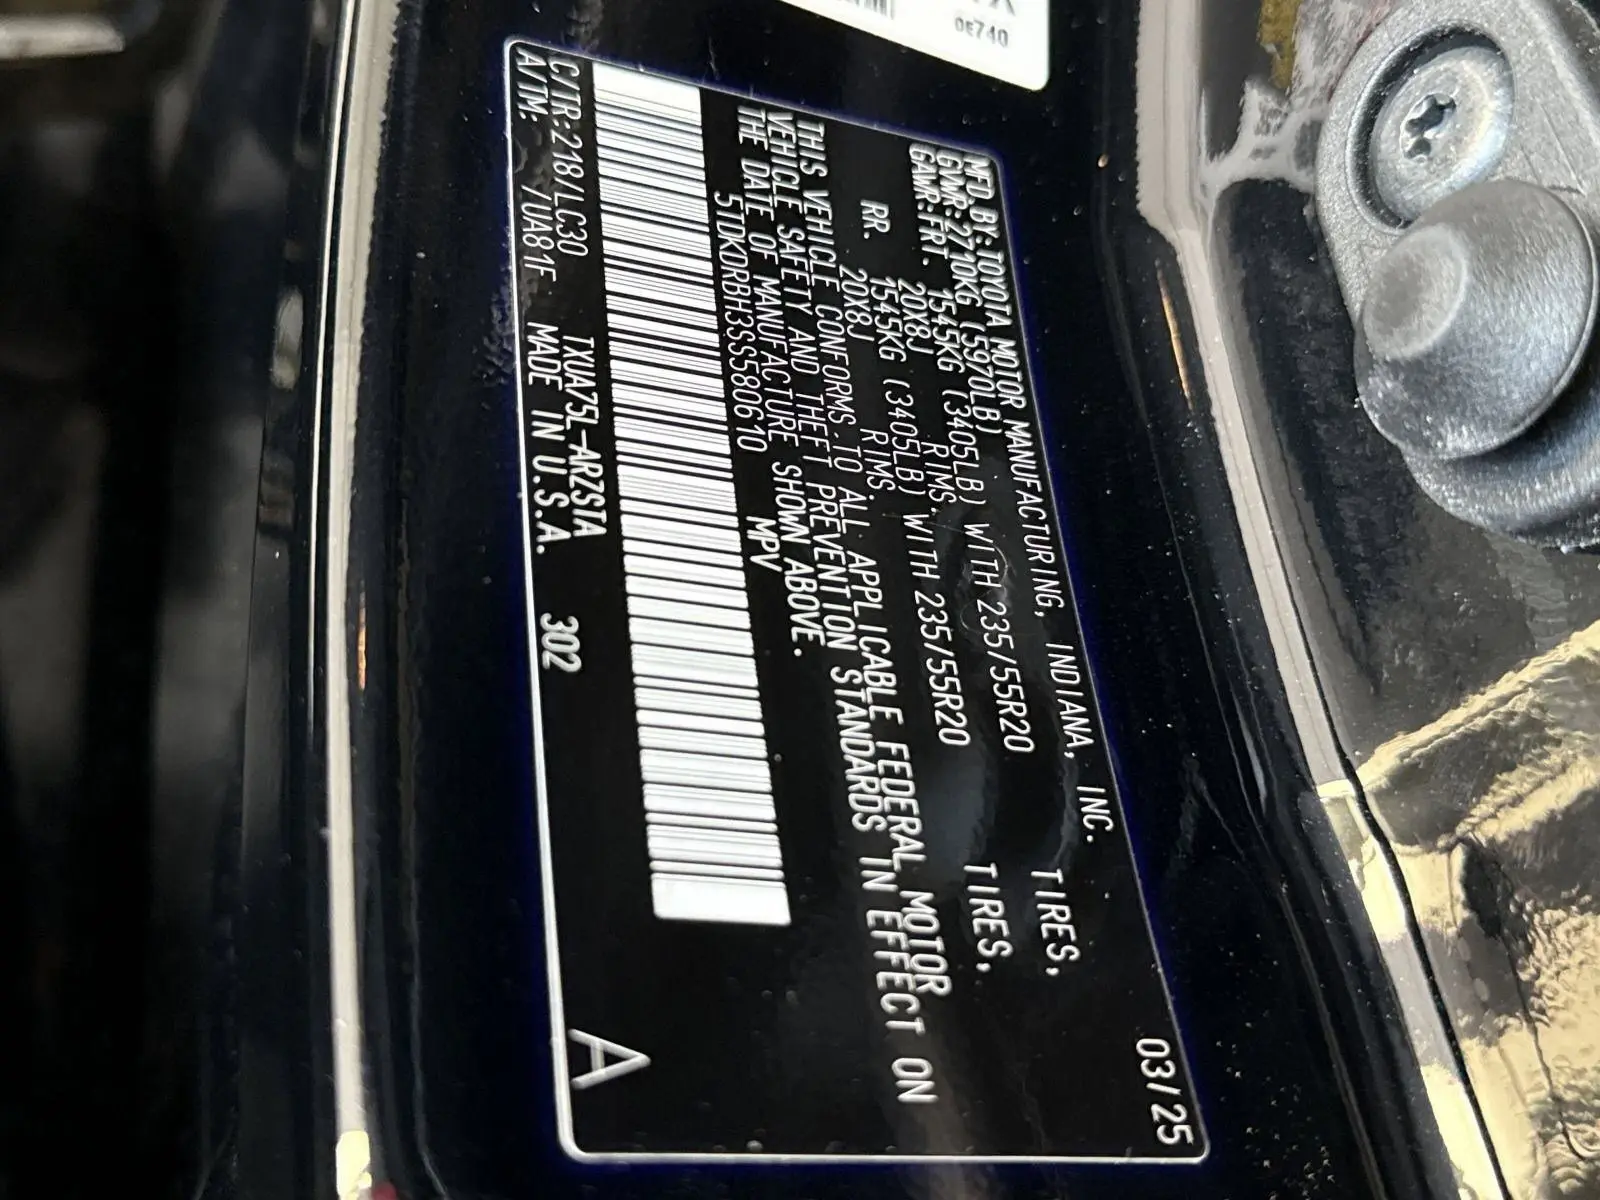 0E740
MFD.BY:TOYOTA MOTOR MANUFACTURING, INDIANA, INC. 03/25
GVWR:2710KG (5970LB)
GAWR:FRT. 1545KG (3405LB) WITH 235/55R20 TIRES,
20X8J RIMS.
RR. 1545KG (3405LB) WITH 235/55R20 TIRES,
20X8J RIMS.
THIS VEHICLE CONFORMS TO ALL APPLICABLE FEDERAL MOTOR
VEHICLE SAFETY AND THEFT PREVENTION STANDARDS IN EFFECT ON
THE DATE OF MANUFACTURE SHOWN ABOVE.
5TDKDRBH3SS580610 MPV
TXUA75L-ARZSTA
C/TR:218/LC30
A/TM: /UA81F MADE IN U.S.A. 302 A